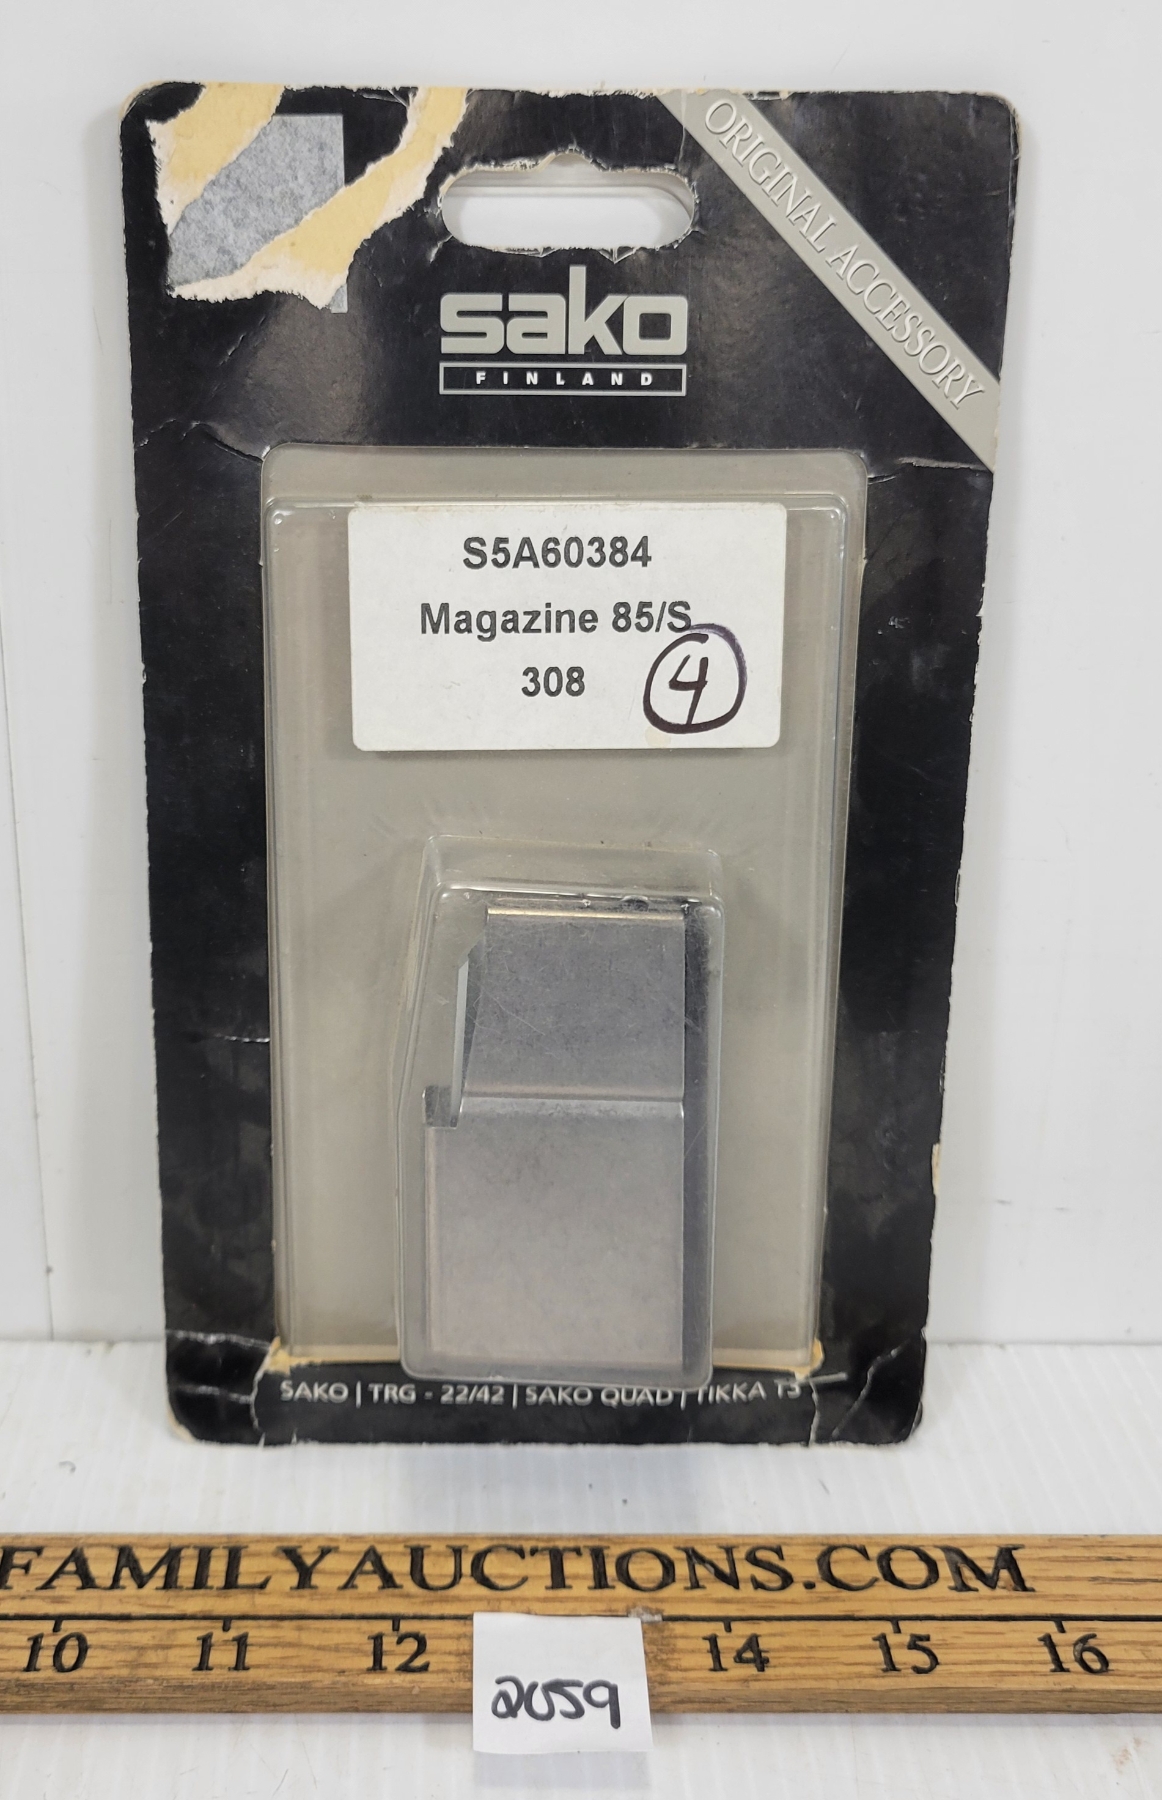 ORIGINAL ACCESSORY
sako
FINLAND
S5A60384
Magazine 85/S
308
4
SAKO | TRG - 22/42 | SAKO QUAD | TIKKA T3
FAMILYAUCTIONS.COM
10 11 12 14 15 16
2059